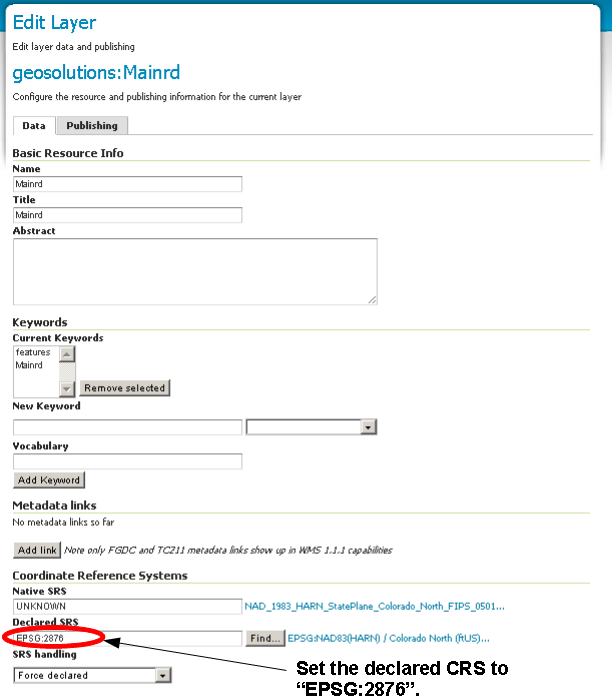 Edit Layer
Edit layer data and publishing
geosolutions:Mainrd
Configure the resource and publishing information for the current layer
Data Publishing
Basic Resource Info
Name
Mainrd
Title
Mainrd
Abstract
Keywords
Current Keywords
features
Mainrd
Remove selected
New Keyword
Vocabulary
Add Keyword
Metadata links
No metadata links so far
Add link Note only FGDC and TC211 metadata links show up in WMS 1.1.1 capabilities
Coordinate Reference Systems
Native SRS
UNKNOWN NAD_1983_HARN_StatePlane_Colorado_North_FIPS_0501...
Declared SRS
EPSG:2876 Find... EPSG:NAD83(HARN) / Colorado North (ftUS)...
SRS handling
Force declared
Set the declared CRS to
“EPSG:2876”.